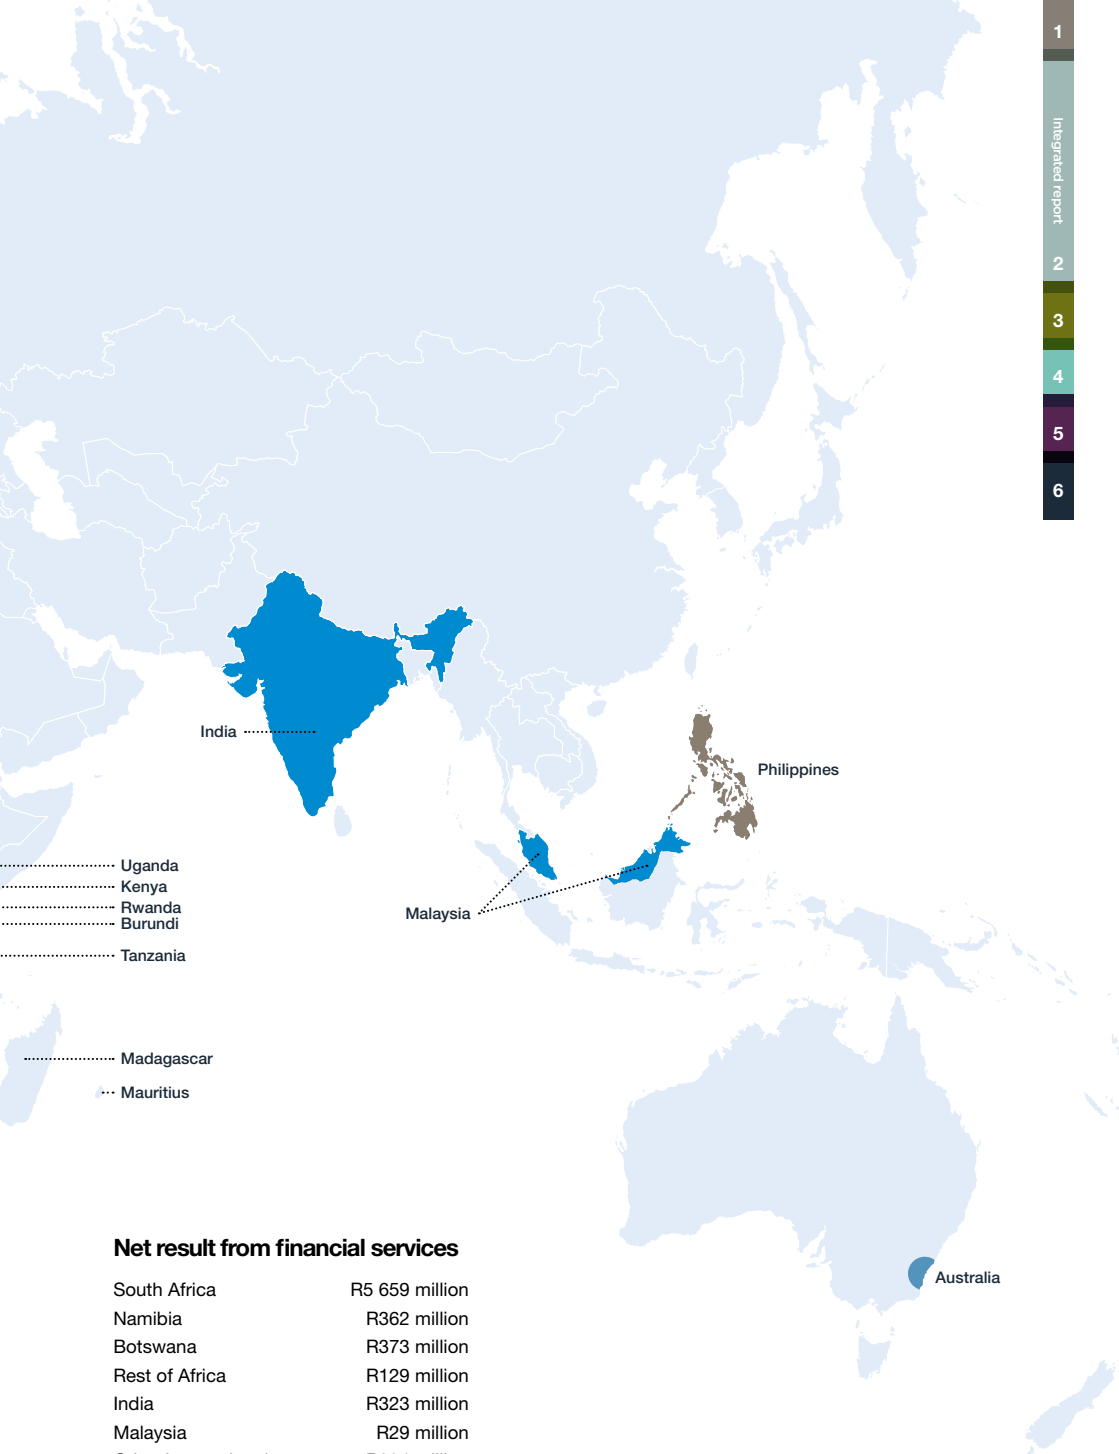 1
Integrated report
2
3
4
5
6
India
Philippines
Uganda
Kenya
Rwanda
Burundi
Malaysia
Tanzania
Madagascar
Mauritius
Australia
Net result from financial services
South Africa R5 659 million
Namibia R362 million
Botswana R373 million
Rest of Africa R129 million
India R323 million
Malaysia R29 million